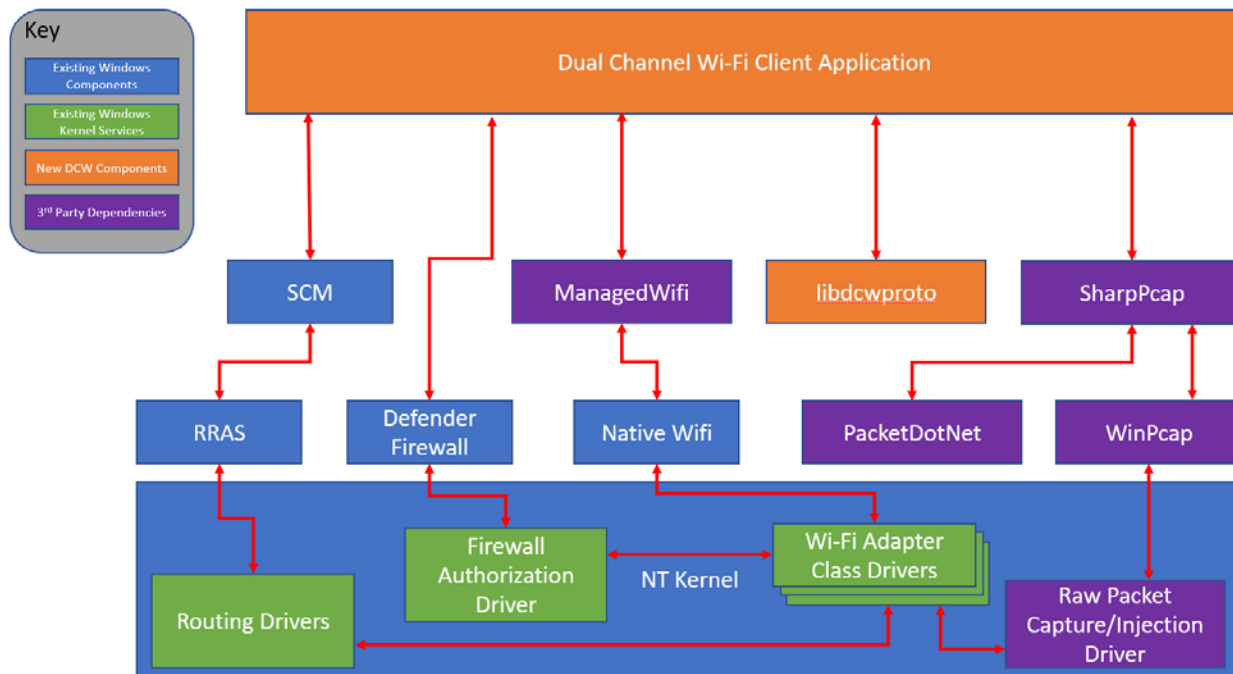 Key
Existing Windows
Components
Existing Windows
Kernel Services
New DCW Components
3rd Party Dependencies
Dual Channel Wi-Fi Client Application
SCM
ManagedWifi
libdcwproto
SharpPcap
RRAS
Defender
Firewall
Native Wifi
PacketDotNet
WinPcap
Firewall
Authorization
Driver
NT Kernel
Wi-Fi Adapter
Class Drivers
Routing Drivers
Raw Packet
Capture/Injection
Driver